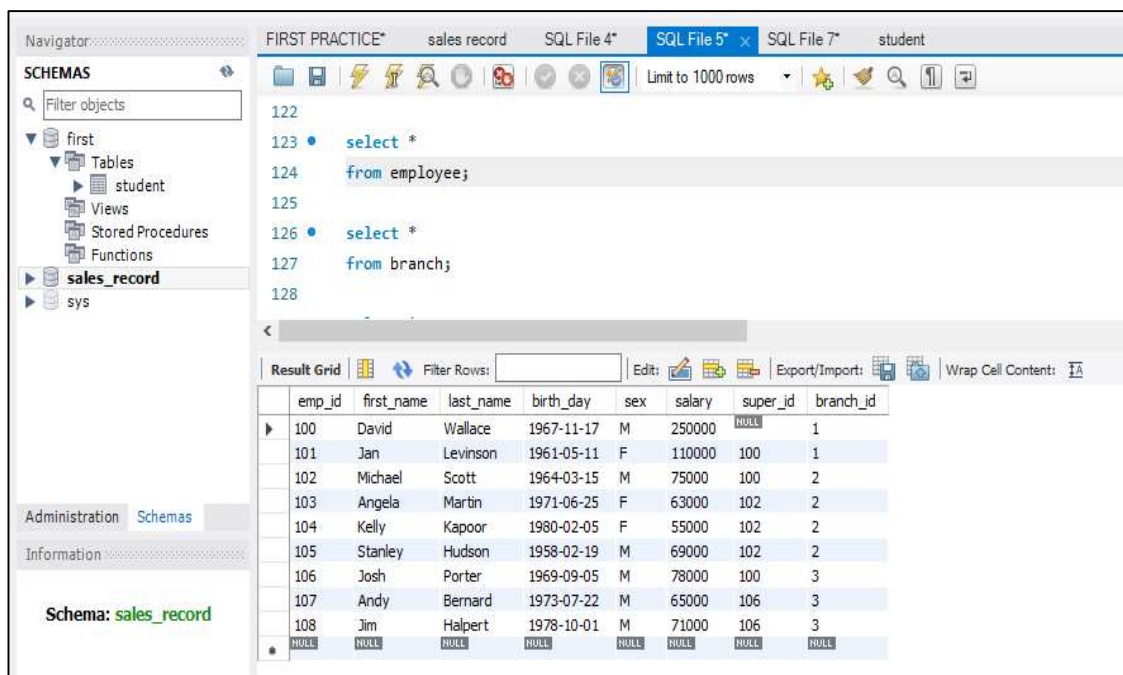 Navigator
SCHEMAS
Filter objects
first
Tables
student
Views
Stored Procedures
Functions
sales_record
sys
Administration Schemas
Information
Schema: sales_record
FIRST PRACTICE* sales record SQL File 4* SQL File 5* x SQL File 7* student
Limit to 1000 rows
122
123 select *
124 from employee;
125
126 select *
127 from branch;
128
Result Grid Filter Rows: Edit: Export/Import: Wrap Cell Content: IA
emp_id first_name last_name birth_day sex salary super_id branch_id
100 David Wallace 1967-11-17 M 250000 NULL 1
101 Jan Levinson 1961-05-11 F 110000 100 1
102 Michael Scott 1964-03-15 M 75000 100 2
103 Angela Martin 1971-06-25 F 63000 102 2
104 Kelly Kapoor 1980-02-05 F 55000 102 2
105 Stanley Hudson 1958-02-19 M 69000 102 2
106 Josh Porter 1969-09-05 M 78000 100 3
107 Andy Bernard 1973-07-22 M 65000 106 3
108 Jim Halpert 1978-10-01 M 71000 106 3
NULL NULL NULL NULL NULL NULL NULL NULL